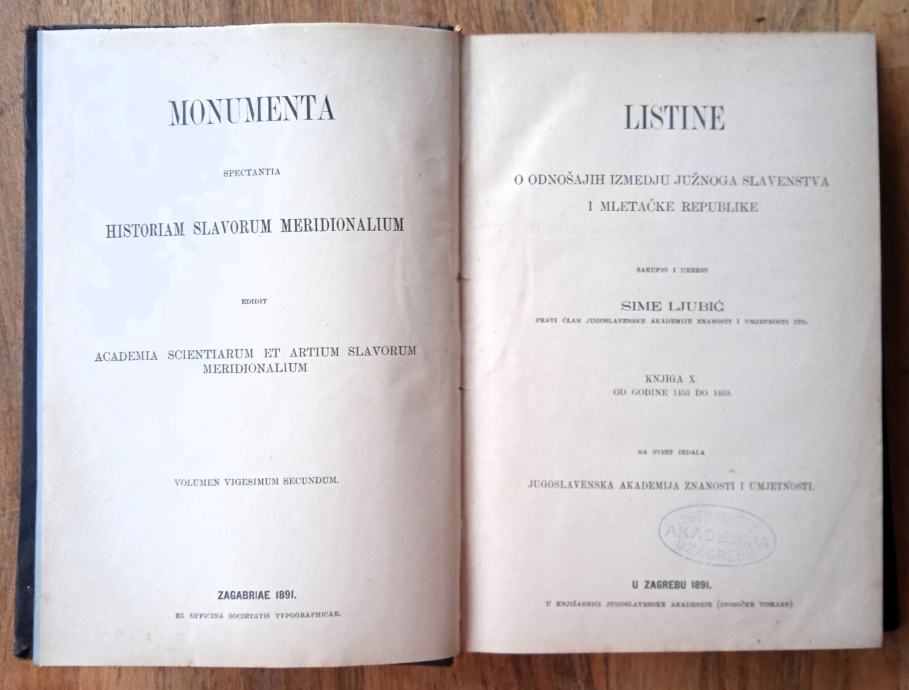 MONUMENTA
SPECTANTIA
HISTORIAM SLAVORUM MERIDIONALIUM
EDIDIT
ACADEMIA SCIENTIARUM ET ARTIUM SLAVORUM
MERIDIONALIUM
VOLUMEN VIGESIMUM SECUNDUM.
ZAGABRIAE 1891.
EX OFFICINA SOCIETATIS TYPOGRAPHICAE.
LISTINE
O ODNOŠAJIH IZMEDJU JUŽNOGA SLAVENSTVA
I MLETAČKE REPUBLIKE
SAKUPIO I UREDIO
SIME LJUBIĆ
PRAVI ČLAN JUGOSLAVENSKE AKADEMIJE ZNANOSTI I UMJETNOSTI ITD.
KNJIGA X.
OD GODINE 1453 DO 1469.
NA SVIET IZDALA
JUGOSLAVENSKA AKADEMIJA ZNANOSTI I UMJETNOSTI.
AKADEMIJA
U ZAGREBU
U ZAGREBU 1891.
U KNJIŽARNICI JUGOSLAVENSKE AKADEMIJE (DIONIČKE TISKARE).